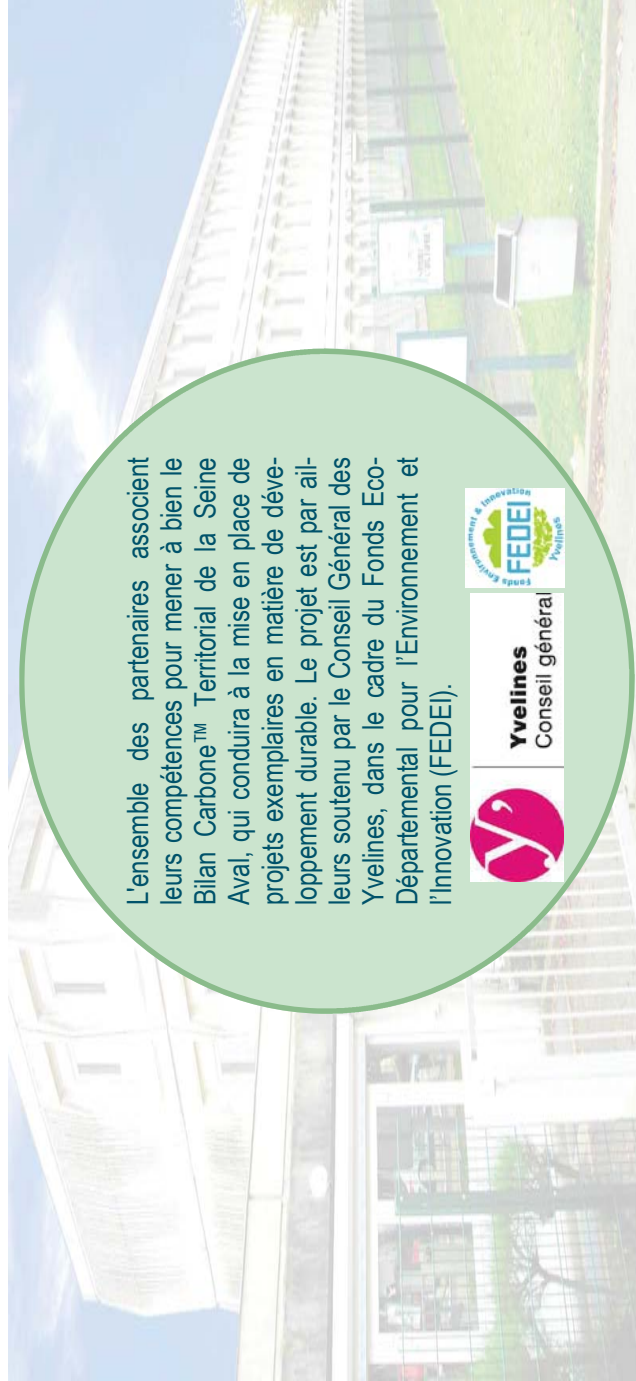 L'ensemble des partenaires associent
leurs compétences pour mener à bien le
Bilan Carbone™ Territorial de la Seine
Aval, qui conduira à la mise en place de
projets exemplaires en matière de déve-
loppement durable. Le projet est par ail-
leurs soutenu par le Conseil Général des
Yvelines, dans le cadre du Fonds Eco-
Départemental pour l'Environnement et
l'Innovation (FEDEI).
y'
Yvelines
Conseil général
Fonds Environnement & Innovation
FEDEI
Yvelines